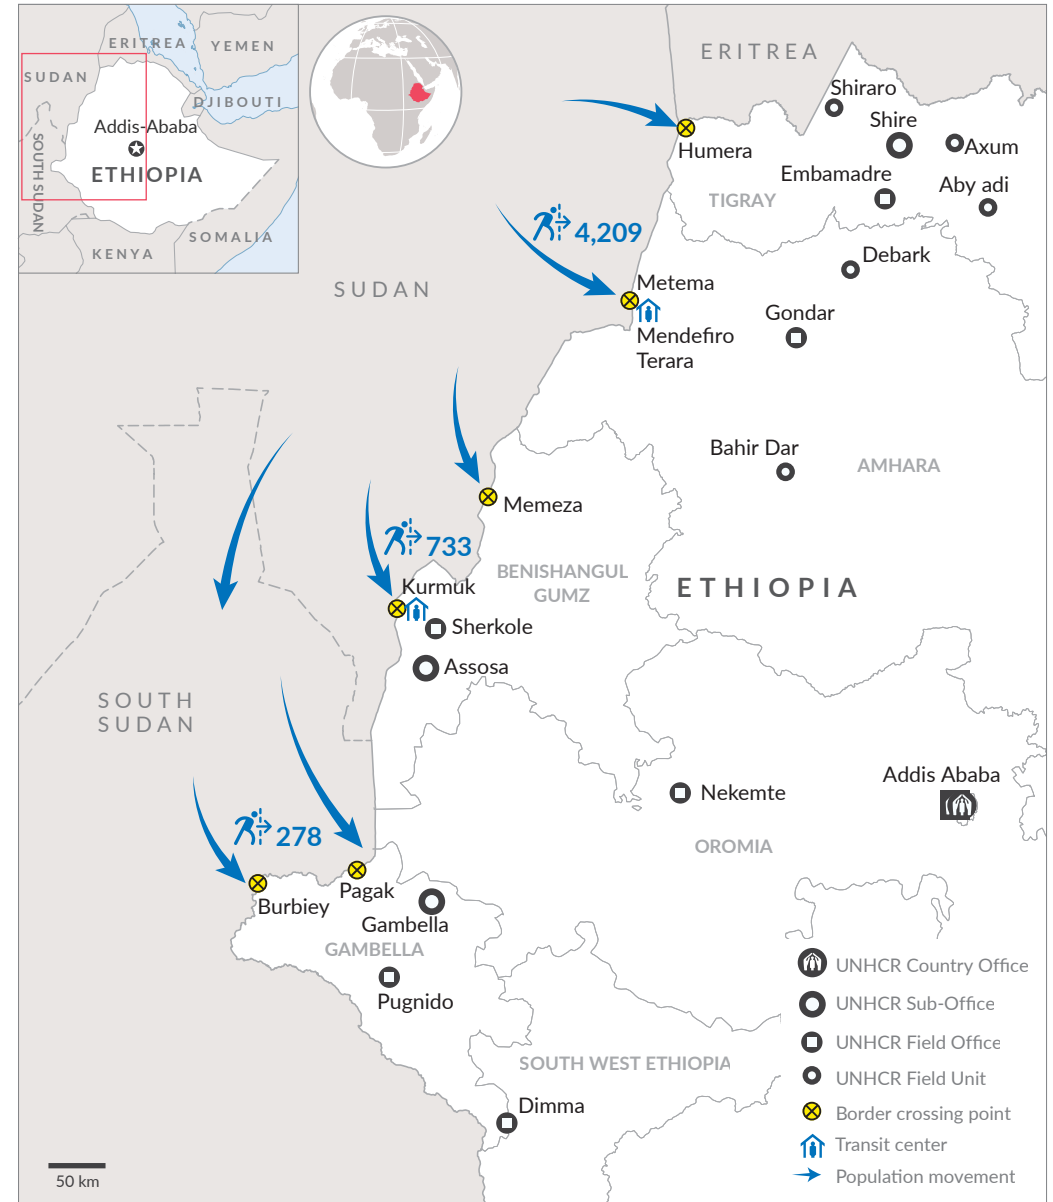 ERITREA
YEMEN
SUDAN
DJIBOUTI
Addis-Ababa
ETHIOPIA
SOUTH SUDAN
SOMALIA
KENYA
ERITREA
Shiraro
Shire
Humera
Axum
Embamadre
Aby adi
TIGRAY
4,209
Debark
SUDAN
Metema
Gondar
Mendefiro
Terara
Bahir Dar
AMHARA
Memeza
733
BENISHANGUL
GUMZ
ETHIOPIA
Kurmuk
Sherkole
Assosa
SOUTH
SUDAN
Addis Ababa
Nekemte
278
OROMIA
Pagak
Burbiey
Gambella
GAMBELLA
Pugnido
SOUTH WEST ETHIOPIA
Dimma
UNHCR Country Office
UNHCR Sub-Office
UNHCR Field Office
UNHCR Field Unit
Border crossing point
Transit center
Population movement
50 km